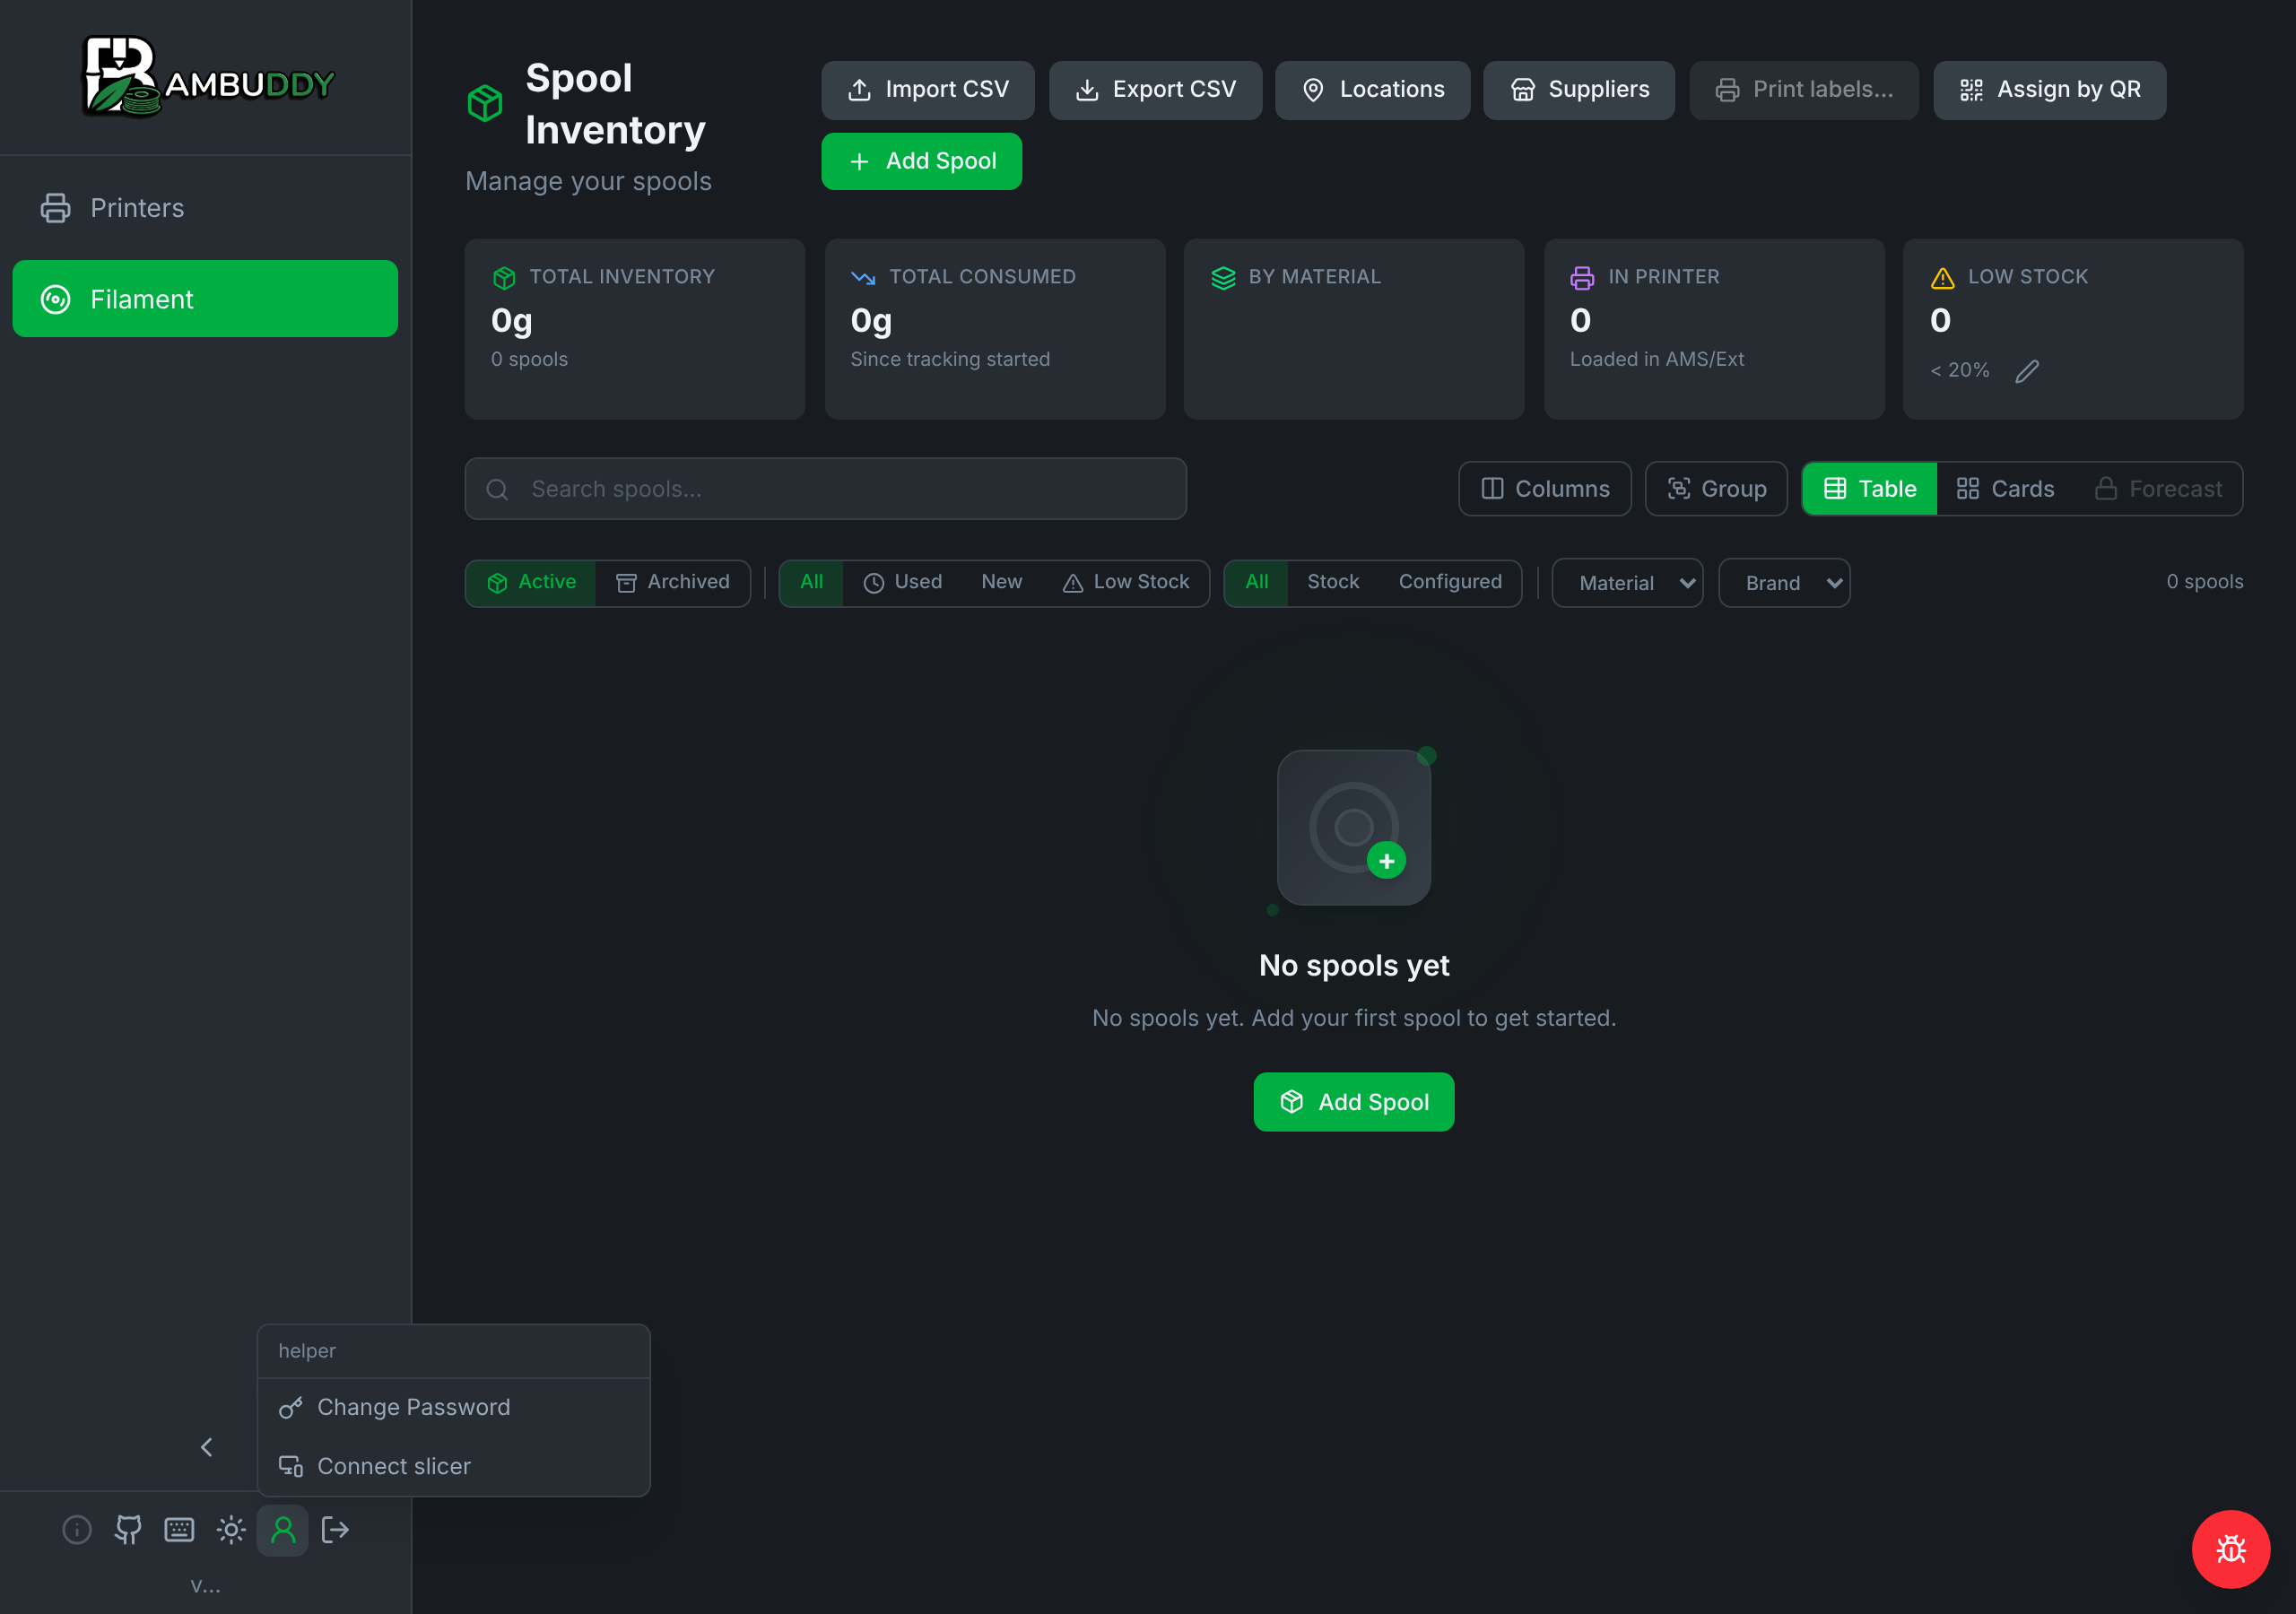 BAMBUDDY
Printers
Filament
Spool
Inventory
Manage your spools
Import CSV
Export CSV
Locations
Suppliers
Print labels...
Assign by QR
Add Spool
TOTAL INVENTORY
0g
0 spools
TOTAL CONSUMED
0g
Since tracking started
BY MATERIAL
IN PRINTER
0
Loaded in AMS/Ext
LOW STOCK
0
< 20%
Search spools...
Columns
Group
Table
Cards
Forecast
Active
Archived
All
Used
New
Low Stock
All
Stock
Configured
Material
Brand
0 spools
No spools yet
No spools yet. Add your first spool to get started.
Add Spool
helper
Change Password
Connect slicer
v...